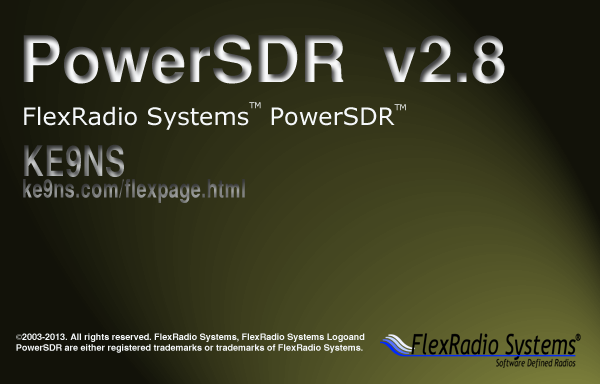 PowerSDR v2.8
FlexRadio Systems™ PowerSDR™
KE9NS
ke9ns.com/flexpage.html
©2003-2013. All rights reserved. FlexRadio Systems, FlexRadio Systems Logoand
PowerSDR are either registered trademarks or trademarks of FlexRadio Systems.
FlexRadio Systems®
Software Defined Radios